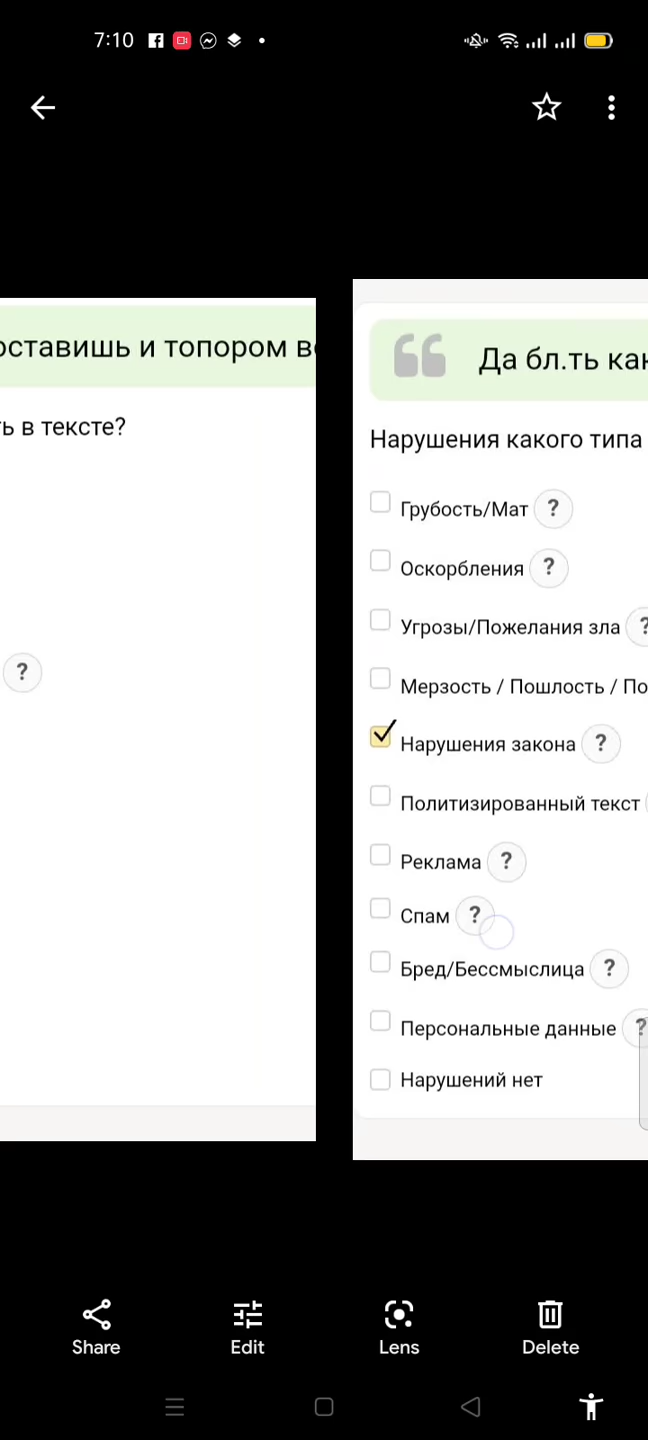 7:10
оставишь и топором
ь в тексте?
?
Да бл.ть
Нарушения какого типа
Грубость/Мат ?
Оскорбления ?
Угрозы/Пожелания зла ?
Мерзость / Пошлость / По
Нарушения закона ?
Политизированный текст
Реклама ?
Спам ?
Бред/Бессмыслица ?
Персональные данные ?
Нарушений нет
Share Edit Lens Delete